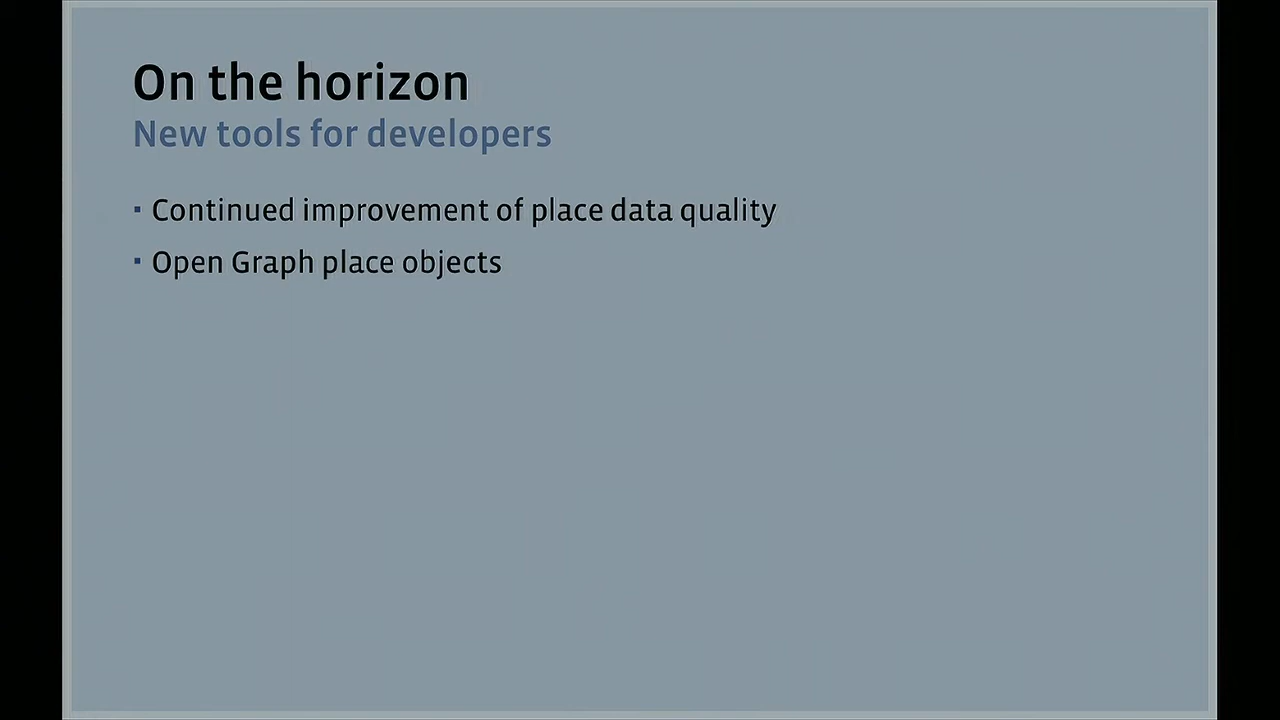 On the horizon
New tools for developers
▪ Continued improvement of place data quality
▪ Open Graph place objects